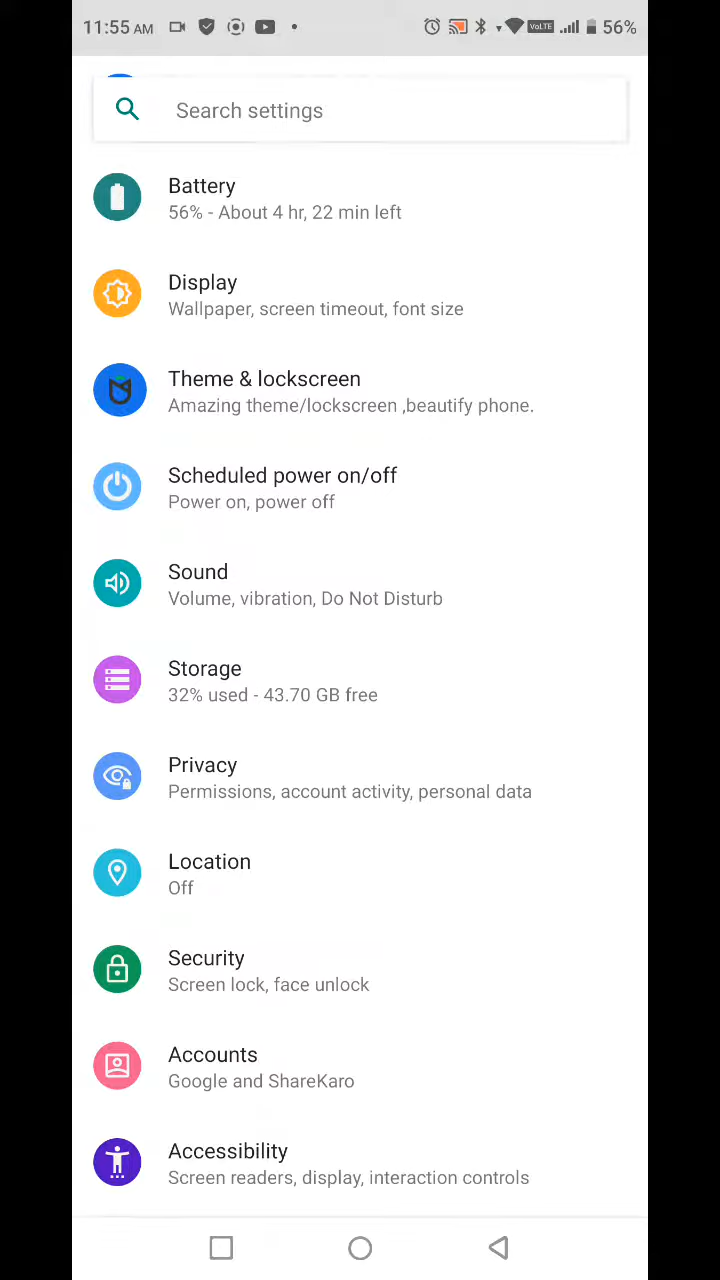 11:55 AM
VoLTE
56%
Search settings
Battery
56% - About 4 hr, 22 min left
Display
Wallpaper, screen timeout, font size
Theme & lockscreen
Amazing theme/lockscreen ,beautify phone.
Scheduled power on/off
Power on, power off
Sound
Volume, vibration, Do Not Disturb
Storage
32% used - 43.70 GB free
Privacy
Permissions, account activity, personal data
Location
Off
Security
Screen lock, face unlock
Accounts
Google and ShareKaro
Accessibility
Screen readers, display, interaction controls